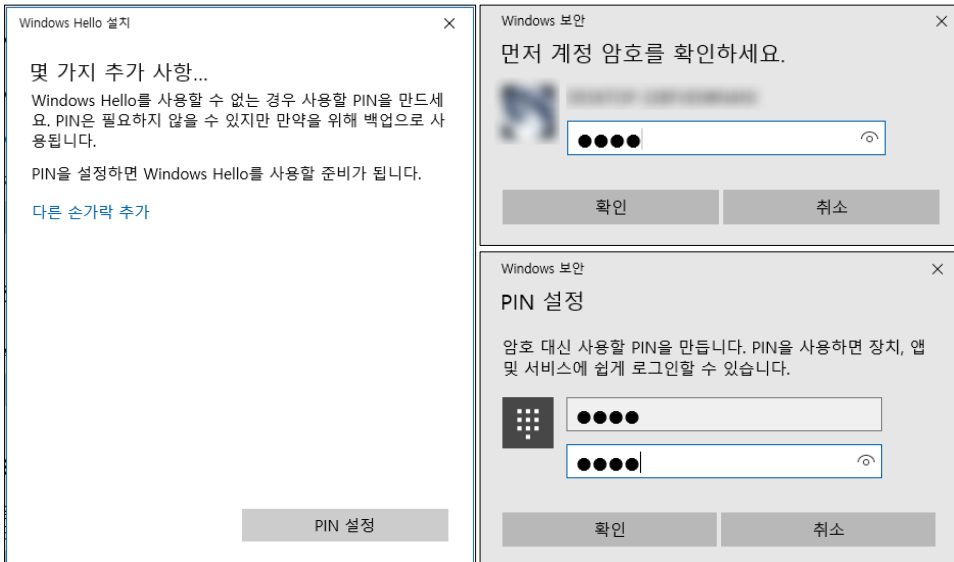 Windows Hello 설치
몇 가지 추가 사항...
Windows Hello를 사용할 수 없는 경우 사용할 PIN을 만드세
요. PIN은 필요하지 않을 수 있지만 만약을 위해 백업으로 사
용됩니다.
PIN을 설정하면 Windows Hello를 사용할 준비가 됩니다.
다른 손가락 추가
PIN 설정
Windows 보안
먼저 계정 암호를 확인하세요.
확인
취소
Windows 보안
PIN 설정
암호 대신 사용할 PIN을 만듭니다. PIN을 사용하면 장치, 앱
및 서비스에 쉽게 로그인할 수 있습니다.
확인
취소